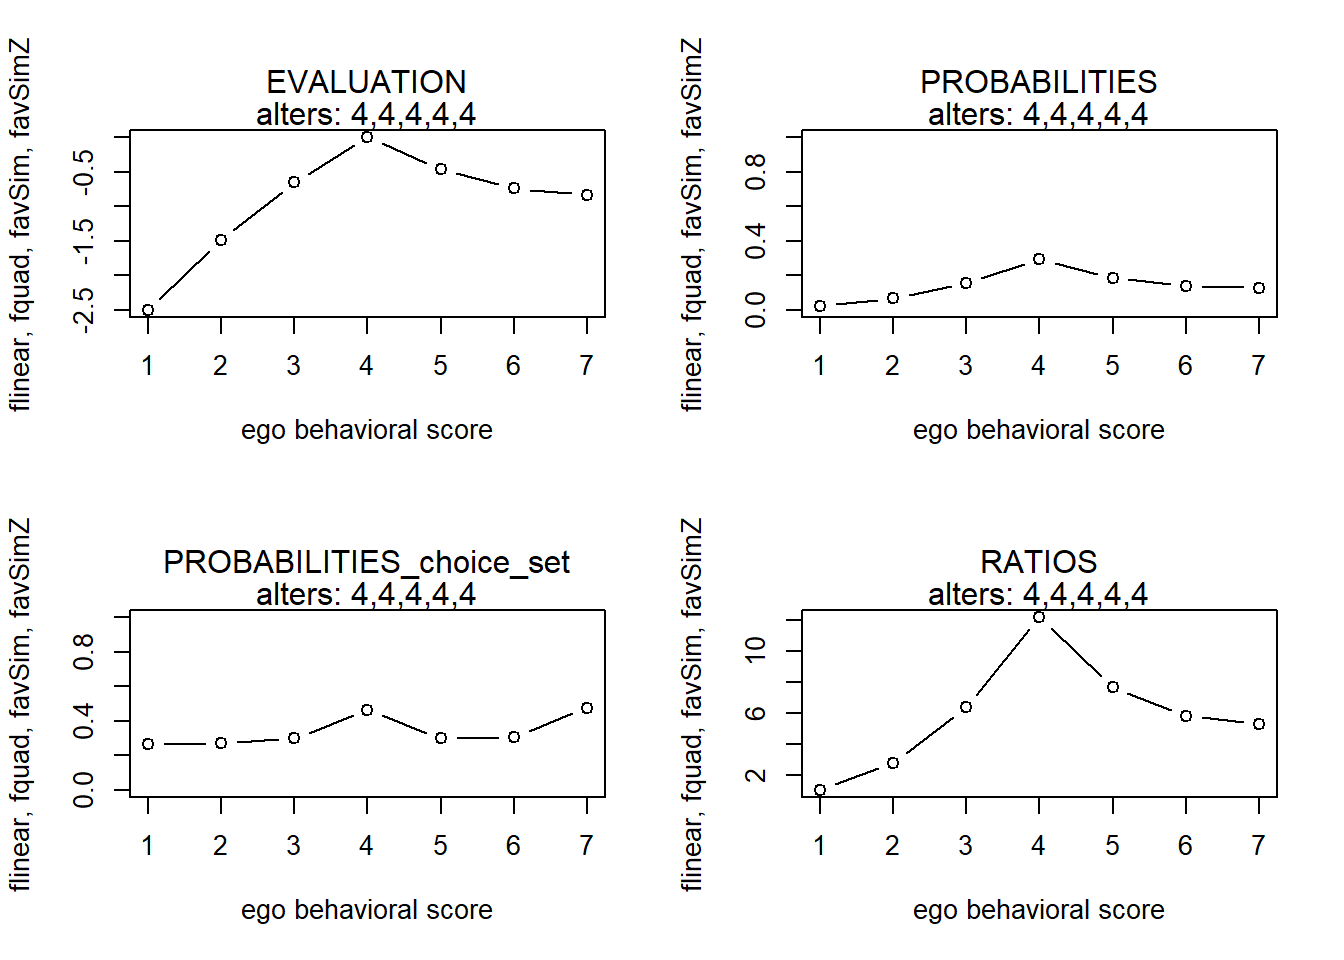 EVALUATION
alters: 4,4,4,4,4
flinear, fquad, favSim, favSimZ
-0.5
-1.5
-2.5
1 2 3 4 5 6 7
ego behavioral score
PROBABILITIES
alters: 4,4,4,4,4
flinear, fquad, favSim, favSimZ
0.8
0.4
0.0
1 2 3 4 5 6 7
ego behavioral score
PROBABILITIES_choice_set
alters: 4,4,4,4,4
flinear, fquad, favSim, favSimZ
0.8
0.4
0.0
1 2 3 4 5 6 7
ego behavioral score
RATIOS
alters: 4,4,4,4,4
flinear, fquad, favSim, favSimZ
10
6
2
1 2 3 4 5 6 7
ego behavioral score